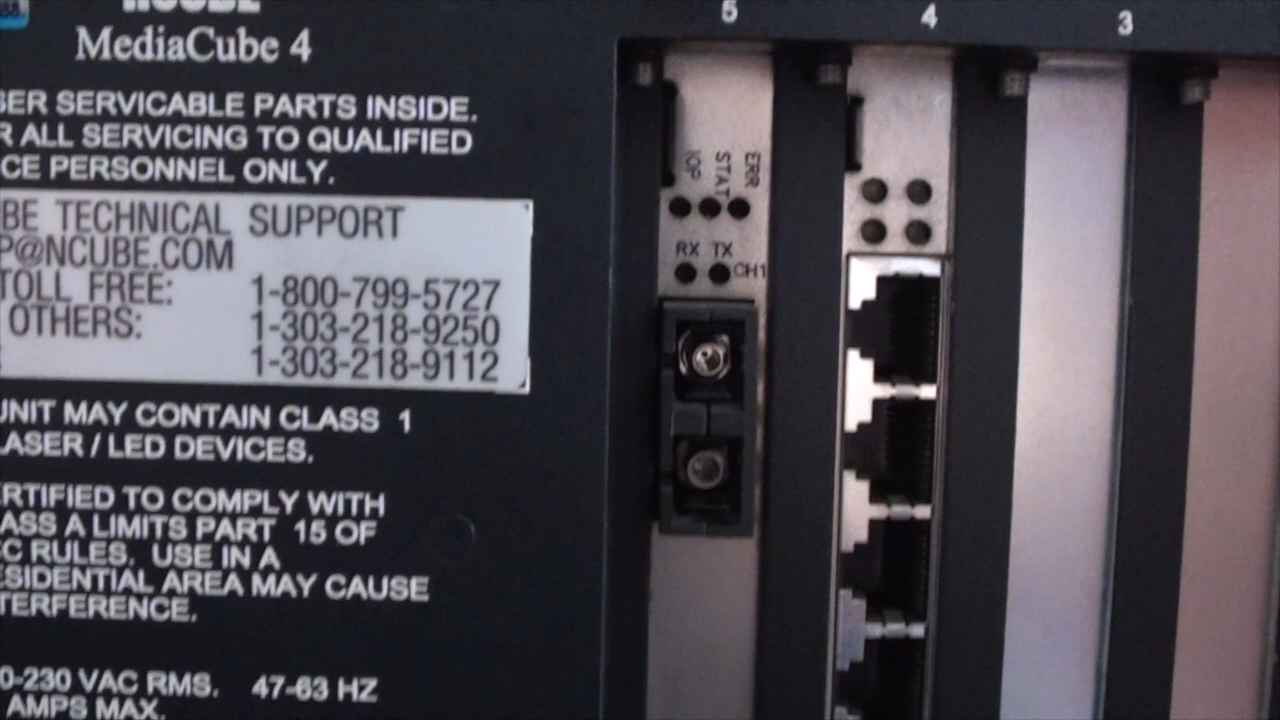 MediaCube 4
SER SERVICABLE PARTS INSIDE.
R ALL SERVICING TO QUALIFIED
CE PERSONNEL ONLY.
BE TECHNICAL SUPPORT
P@NCUBE.COM
TOLL FREE: 1-800-799-5727
OTHERS: 1-303-218-9250
1-303-218-9112
UNIT MAY CONTAIN CLASS 1
LASER / LED DEVICES.
ERTIFIED TO COMPLY WITH
LASS A LIMITS PART 15 OF
CC RULES. USE IN A
ESIDENTIAL AREA MAY CAUSE
TERFERENCE.
0-230 VAC RMS. 47-63 HZ
AMPS MAX.
5 4 3
IOP STAT ERR
RX TX
CH1